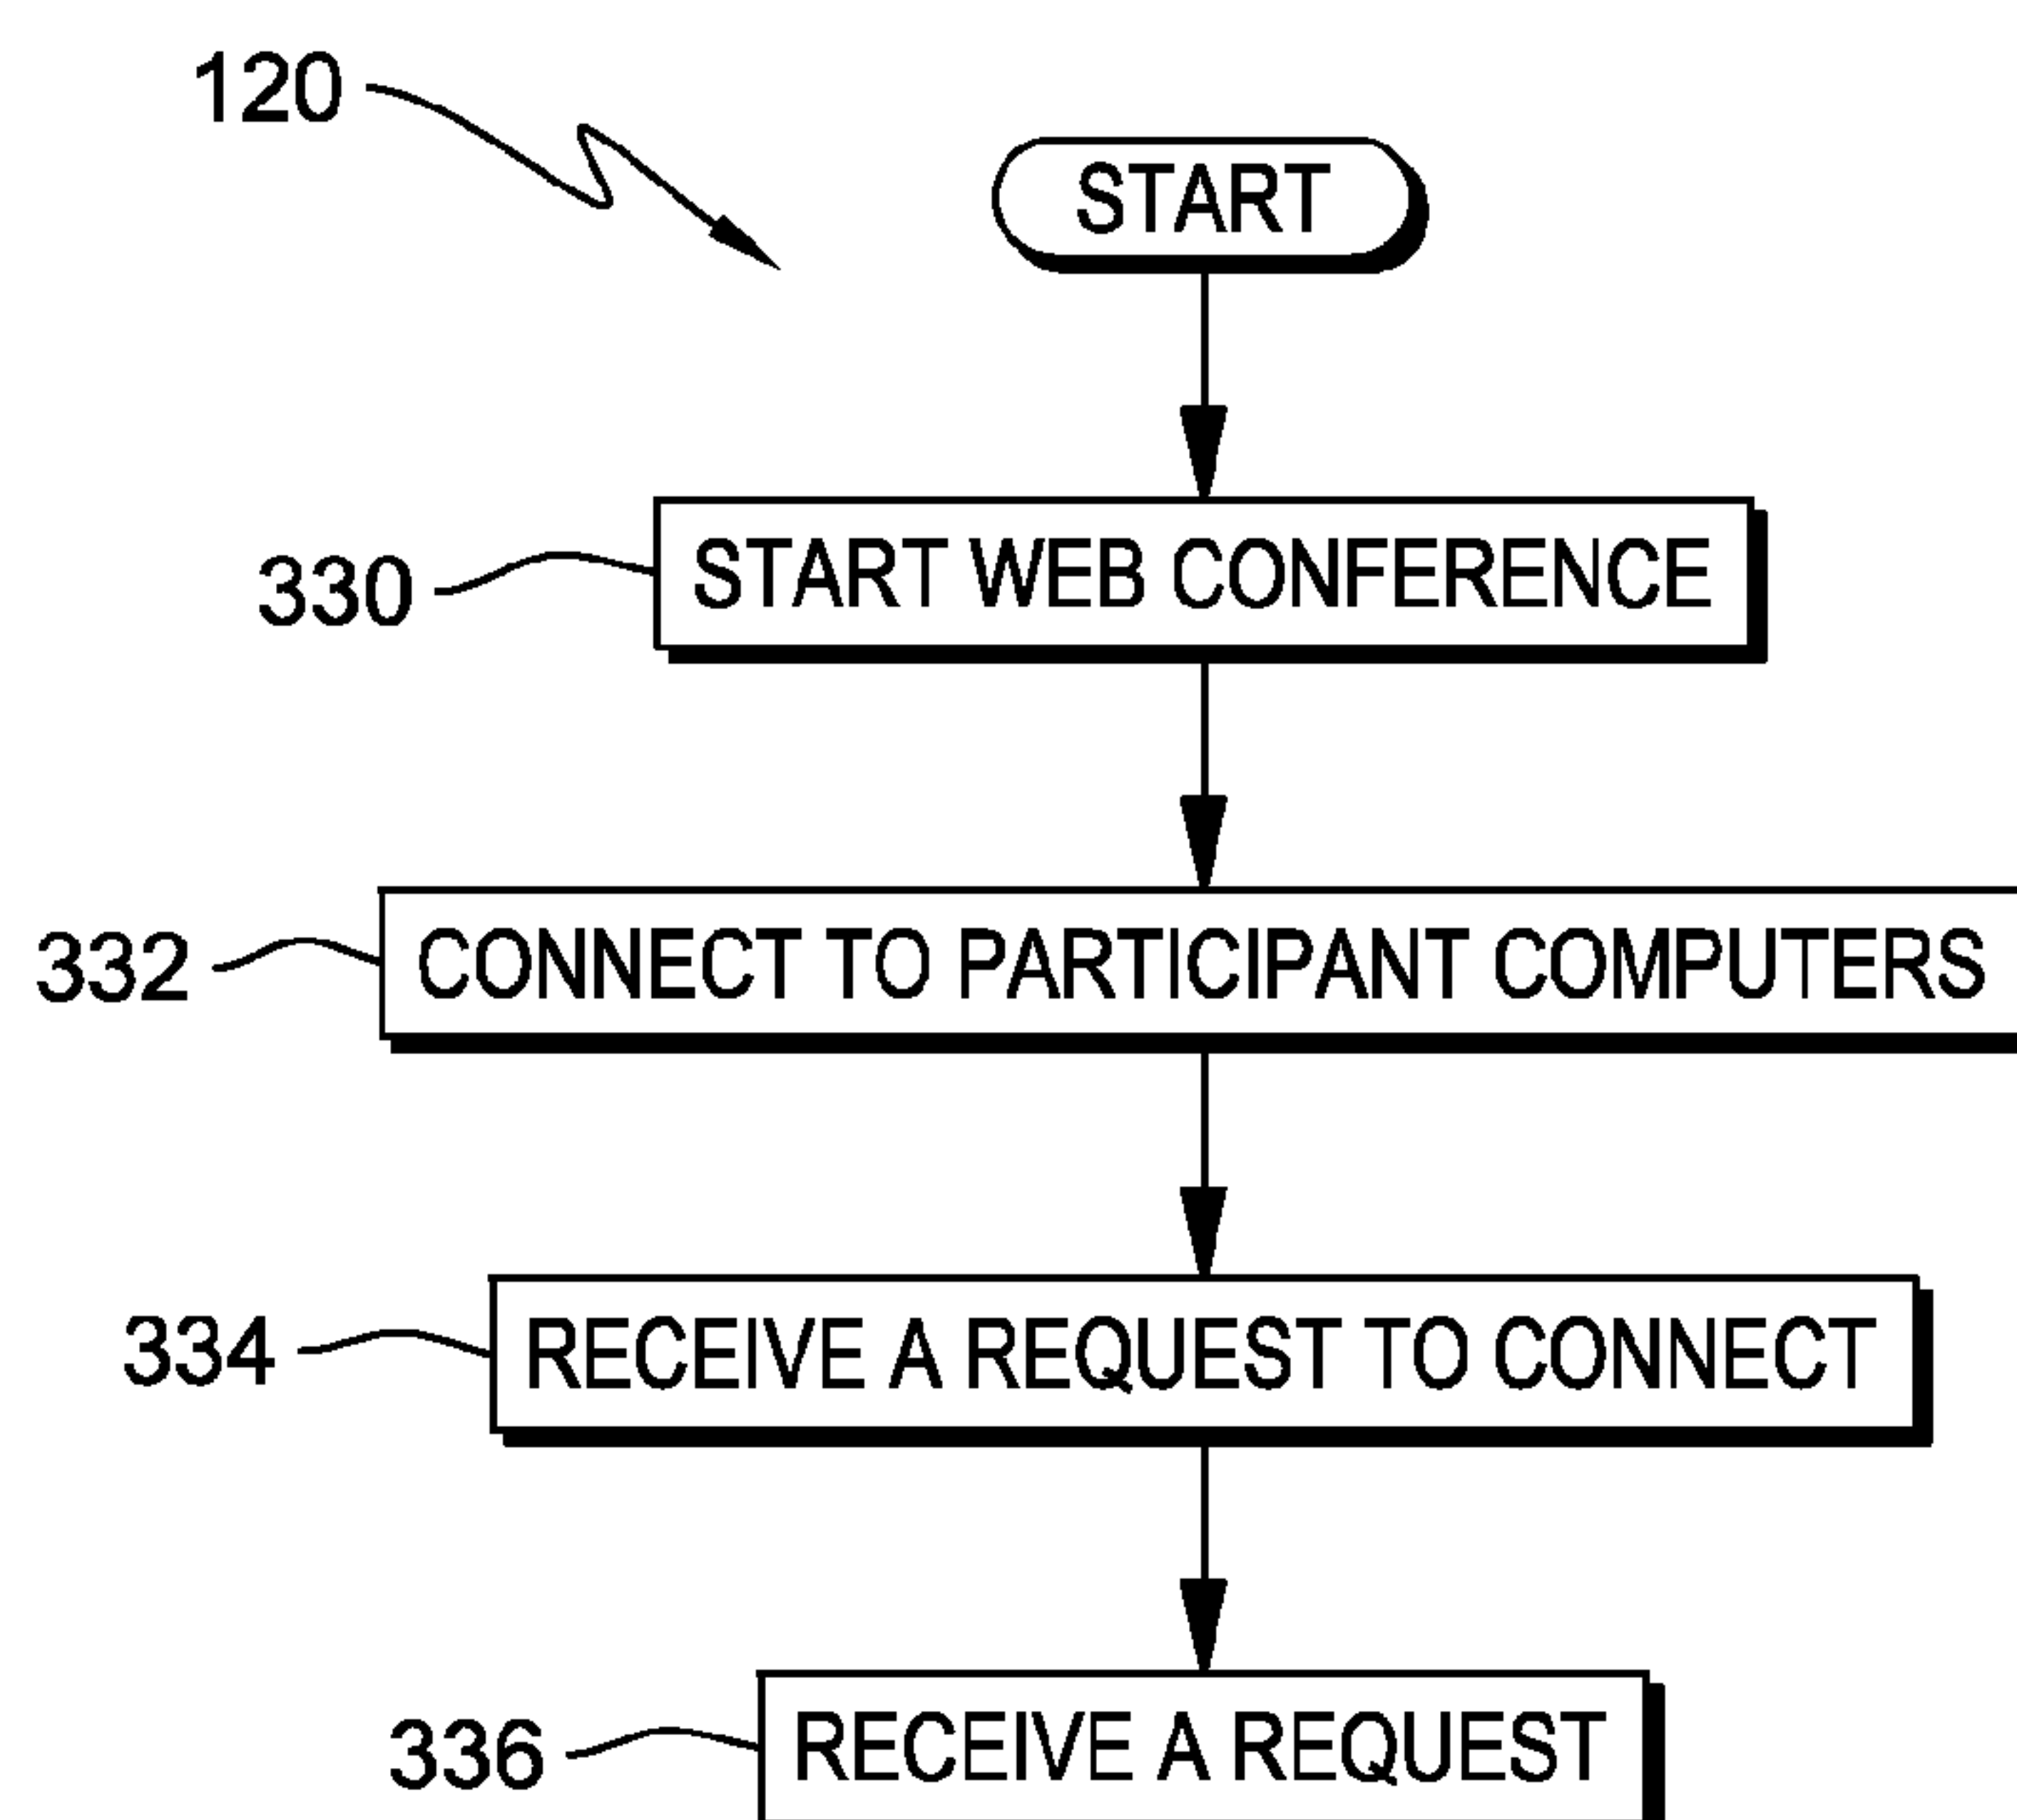 120
START
330 START WEB CONFERENCE
332 CONNECT TO PARTICIPANT COMPUTERS
334 RECEIVE A REQUEST TO CONNECT
336 RECEIVE A REQUEST